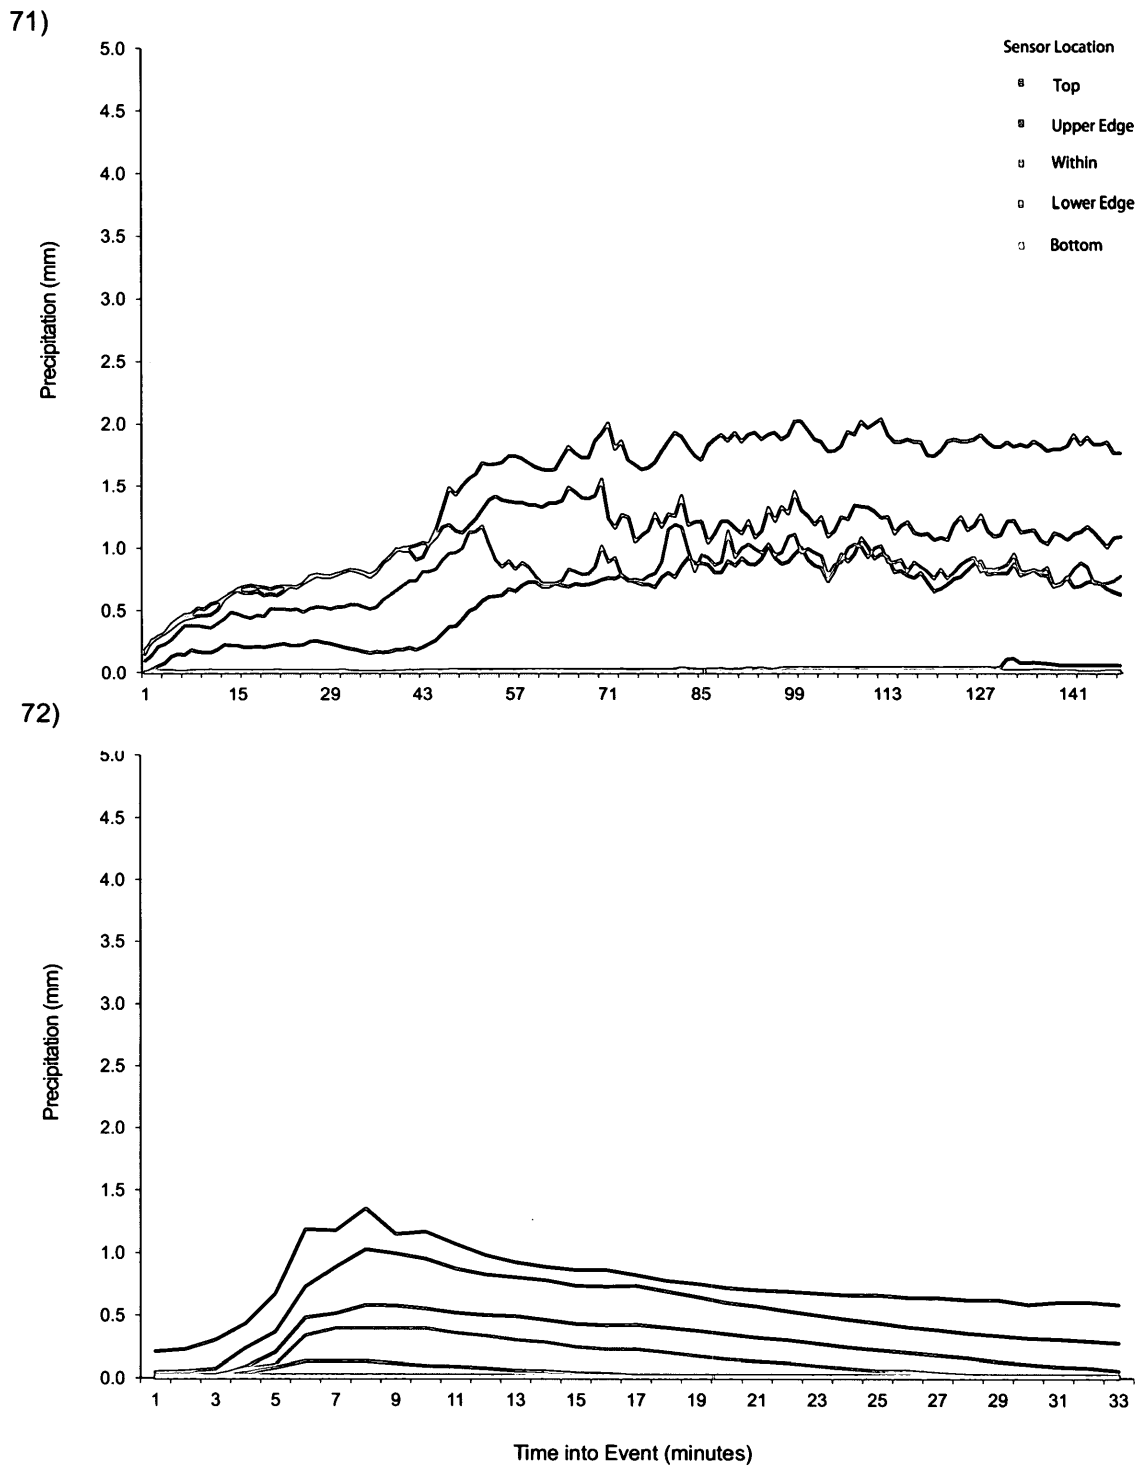 71)
5.0
4.5
4.0
3.5
3.0
2.5
2.0
1.5
1.0
0.5
0.0
Precipitation (mm)
Sensor Location
Top
Upper Edge
Within
Lower Edge
Bottom
1 15 29 43 57 71 85 99 113 127 141
72)
5.0
4.5
4.0
3.5
3.0
2.5
2.0
1.5
1.0
0.5
0.0
Precipitation (mm)
1 3 5 7 9 11 13 15 17 19 21 23 25 27 29 31 33
Time into Event (minutes)